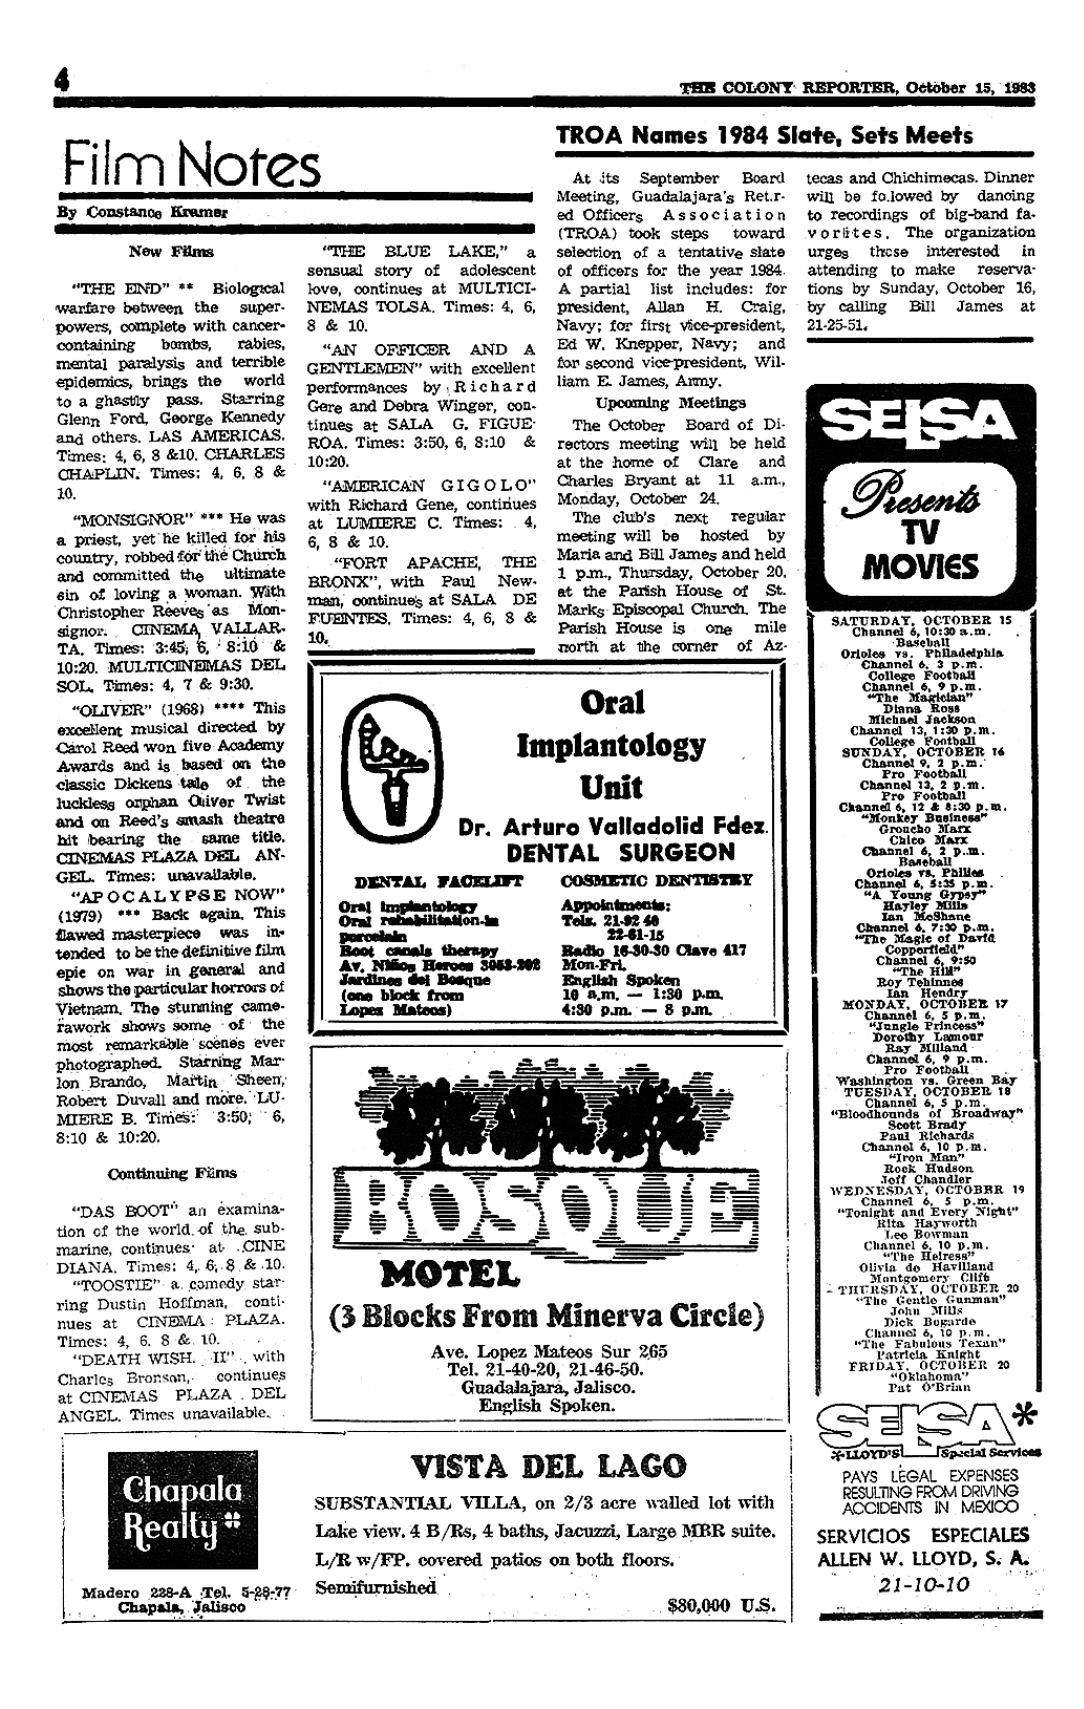 4
THE COLONY REPORTER, October 15, 1983
Film Notes
By Constance Kramer
New Films
"THE END" ** Biological
warfare between the super-
powers, complete with cancer-
containing bombs, rabies,
mental paralysis and terrible
epidemics, brings the world
to a ghastly pass. Starring
Glenn Ford, George Kennedy
and others. LAS AMERICAS.
Times: 4, 6, 8 &10. CHARLES
CHAPLIN. Times: 4, 6, 8 &
10.
"MONSIGNOR" *** He was
a priest, yet he killed for his
country, robbed for the Church
and committed the ultimate
sin of loving a woman. With
Christopher Reeves as Mon-
signor. CINEMA VALLAR-
TA. Times: 3:45, 6, 8:10 &
10:20. MULTICINEMAS DEL
SOL. Times: 4, 7 & 9:30.
"OLIVER" (1968) **** This
excellent musical directed by
Carol Reed won five Academy
Awards and is based on the
classic Dickens tale of the
luckless orphan Oliver Twist
and on Reed's smash theatre
hit bearing the same title.
CINEMAS PLAZA DEL AN-
GEL. Times: unavailable.
"APOCALYPSE NOW"
(1979) *** Back again. This
flawed masterpiece was in-
tended to be the definitive film
epic on war in general and
shows the particular horrors of
Vietnam. The stunning came-
rawork shows some of the
most remarkable scenes ever
photographed. Starring Mar-
lon Brando, Martin Sheen,
Robert Duvall and more. LU-
MIERE B. Times: 3:50, 6,
8:10 & 10:20.
Continuing Films
"DAS BOOT" an examina-
tion of the world of the sub-
marine, continues at CINE
DIANA. Times: 4, 6, 8 & 10.
"TOOSTIE" a comedy star-
ring Dustin Hoffman, conti-
nues at CINEMA PLAZA.
Times: 4, 6. 8 & 10.
"DEATH WISH. II" with
Charles Bronson, continues
at CINEMAS PLAZA DEL
ANGEL. Times unavailable.
"THE BLUE LAKE," a
sensual story of adolescent
love, continues at MULTICI-
NEMAS TOLSA. Times: 4, 6,
8 & 10.
"AN OFFICER AND A
GENTLEMEN" with excellent
performances by Richard
Gere and Debra Winger, con-
tinues at SALA G. FIGUE-
ROA. Times: 3:50, 6, 8:10 &
10:20.
"AMERICAN GIGOLO"
with Richard Gene, continues
at LUMIERE C. Times: 4,
6, 8 & 10.
"FORT APACHE, THE
BRONX", with Paul New-
man, continues at SALA DE
FUENTES. Times: 4, 6, 8 &
10.
TROA Names 1984 Slate, Sets Meets
At its September Board
Meeting, Guadalajara's Ret.r-
ed Officers Association
(TROA) took steps toward
selection of a tentative slate
of officers for the year 1984.
A partial list includes: for
president, Allan H. Craig,
Navy; for first vice-president,
Ed W. Knepper, Navy; and
for second vice-president, Wil-
liam E. James, Army.
Upcoming Meetings
The October Board of Di-
rectors meeting will be held
at the home of Clare and
Charles Bryant at 11 a.m.,
Monday, October 24.
The club's next regular
meeting will be hosted by
Maria and Bill James and held
1 p.m., Thursday, October 20,
at the Parish House of St.
Marks Episcopal Church. The
Parish House is one mile
north at the corner of Az-
tecas and Chichimecas. Dinner
will be fo.lowed by dancing
to recordings of big-band fa-
vorites. The organization
urges those interested in
attending to make reserva-
tions by Sunday, October 16,
by calling Bill James at
21-25-51.
Oral
Implantology
Unit
Dr. Arturo Valladolid Fdez.
DENTAL SURGEON
DENTAL FACELIFT
Oral Implantology
Oral rehabilitation-in
porcelain
Root canals therapy
Av. Niños Heroes 3053-202
Jardines del Bosque
(one block from
Lopez Mateos)
COSMETIC DENTISTRY
Appointments:
Tels. 21-92 46
22-61-15
Radio 16-30-30 Clave 417
Mon-Fri.
English Spoken
10 a.m. — 1:30 p.m.
4:30 p.m. — 8 p.m.
BOSQUE
MOTEL
(3 Blocks From Minerva Circle)
Ave. Lopez Mateos Sur 265
Tel. 21-40-20, 21-46-50.
Guadalajara, Jalisco.
English Spoken.
SEISA
Presents
TV
MOVIES
SATURDAY, OCTOBER 15
Channel 6, 10:30 a.m.
Baseball
Orioles vs. Philadelphia
Channel 6, 3 p.m.
College Football
Channel 6, 9 p.m.
"The Magician"
Diana Ross
Michael Jackson
Channel 13, 1:30 p.m.
College Football
SUNDAY, OCTOBER 16
Channel 9, 2 p.m.
Pro Football
Channel 13, 2 p.m.
Pro Football
Channel 6, 12 & 8:30 p.m.
"Monkey Business"
Groncho Marx
Chico Marx
Channel 6, 2 p.m.
Baseball
Orioles vs. Philies
Channel 6, 5:35 p.m.
"A Young Gypsy"
Hayley Mills
Ian McShane
Channel 6, 7:30 p.m.
"The Magic of David
Copperfield"
Channel 6, 9:50
"The Hill"
Roy Tehinnes
Ian Hendry
MONDAY, OCTOBER 17
Channel 6, 5 p.m.
"Jungle Princess"
Dorothy Lamour
Ray Milland
Channel 6, 9 p.m.
Pro Football
Washington vs. Green Bay
TUESDAY, OCTOBER 18
Channel 6, 5 p.m.
"Bloodhounds of Broadway"
Scott Brady
Paul Richards
Channel 6, 10 p.m.
"Iron Man"
Rock Hudson
Jeff Chandler
WEDNESDAY, OCTOBER 19
Channel 6, 5 p.m.
"Tonight and Every Night"
Rita Hayworth
Lee Bowman
Channel 6, 10 p.m.
"The Heiress"
Olivia do Havilland
Montgomery Clift
THURSDAY, OCTOBER 20
"The Gentle Gunman"
John Mills
Dick Bogarde
Channel 6, 10 p.m.
"The Fabulous Texan"
Patricia Knight
FRIDAY, OCTOBER 20
"Oklahoma"
Pat O'Brian
SEISA*
*LLOYD'S Special Services
PAYS LEGAL EXPENSES
RESULTING FROM DRIVING
ACCIDENTS IN MEXICO
SERVICIOS ESPECIALES
ALLEN W. LLOYD, S. A.
21-10-10
Chapala
Realty
Madero 228-A Tel. 5-28-77
Chapala, Jalisco
VISTA DEL LAGO
SUBSTANTIAL VILLA, on 2/3 acre walled lot with
Lake view. 4 B/Rs, 4 baths, Jacuzzi, Large MBR suite.
L/R w/FP. covered patios on both floors.
Semifurnished
$80,000 U.S.